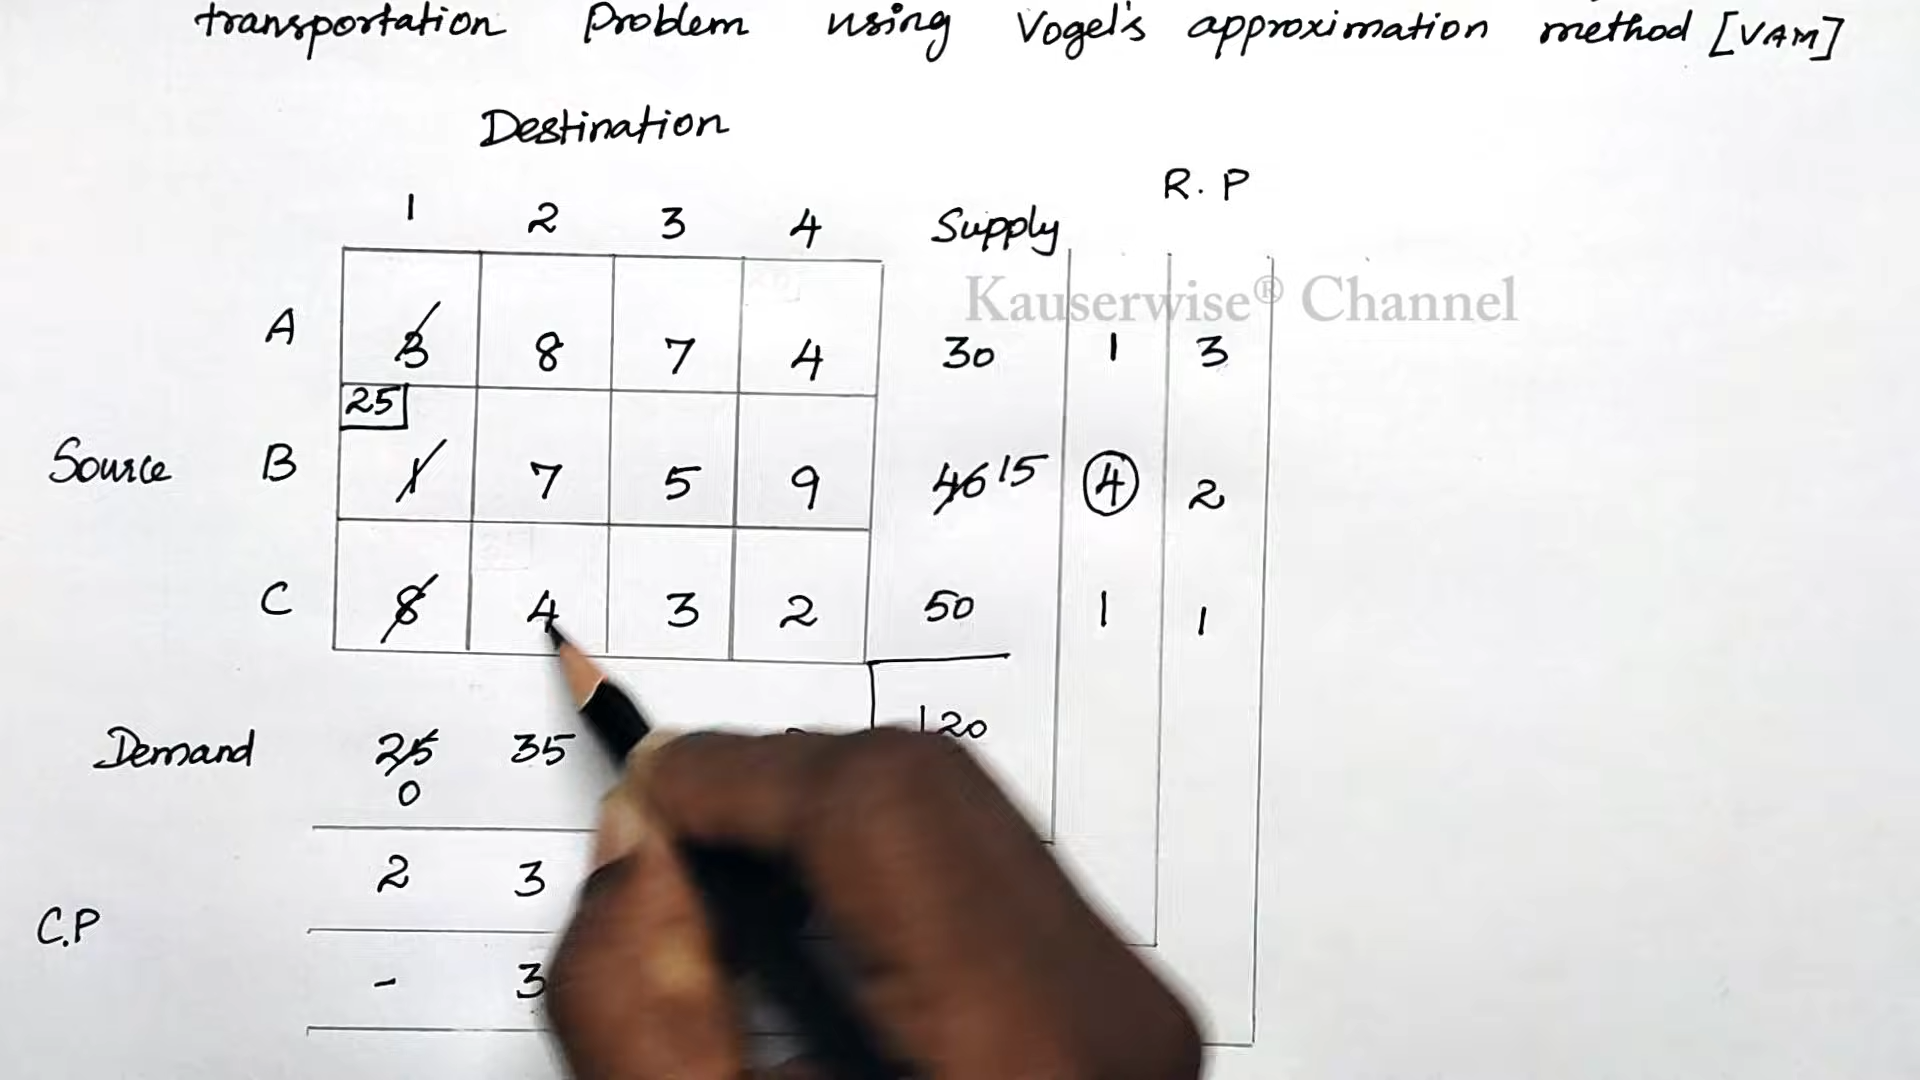 transportation Problem using Vogel's approximation method [VAM]
Destination
R. P
1 2 3 4 Supply
Kauserwise® Channel
A 3 8 7 4 30 1 3
25
Source B 1 7 5 9 40 15 4 2
C 8 4 3 2 50 1 1
120
Demand 25 35
0
2 3
C.P
- 3